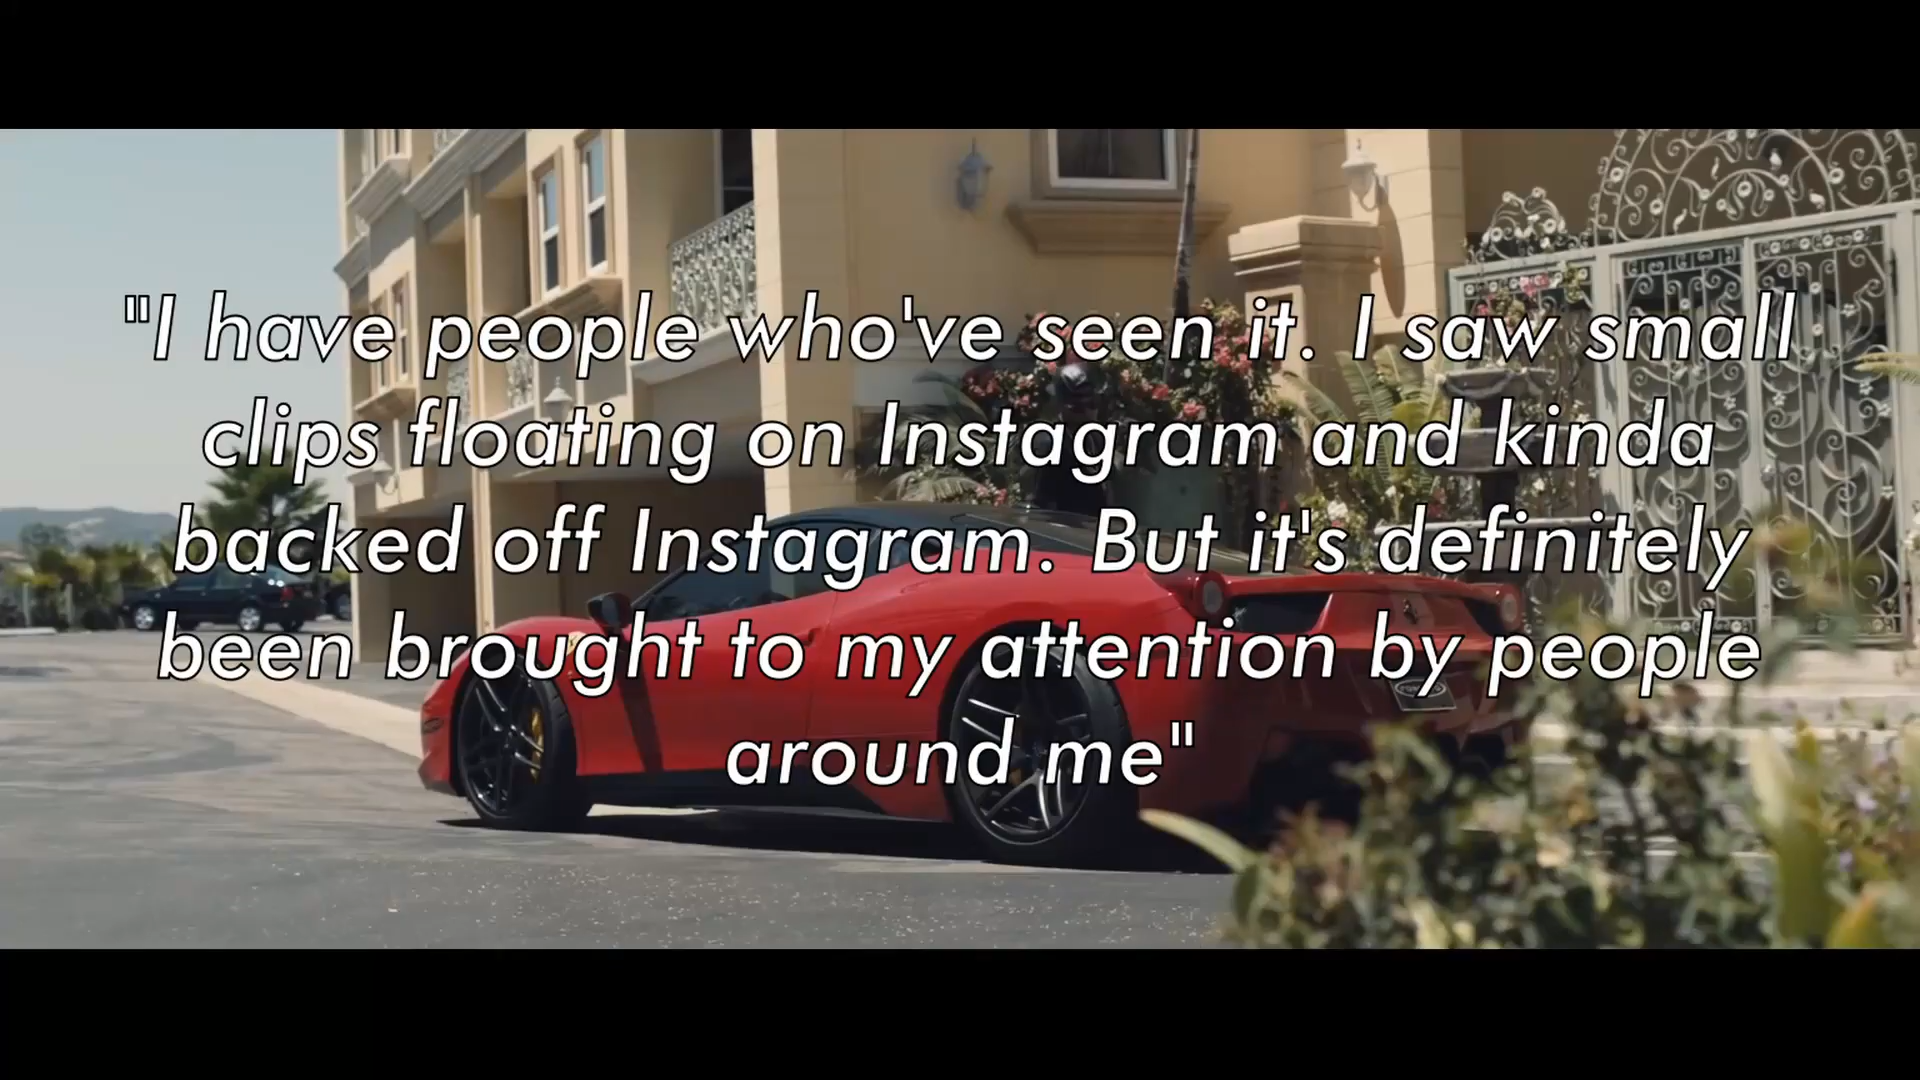 "I have people who've seen it. I saw small
clips floating on Instagram and kinda
backed off Instagram. But it's definitely
been brought to my attention by people
around me"